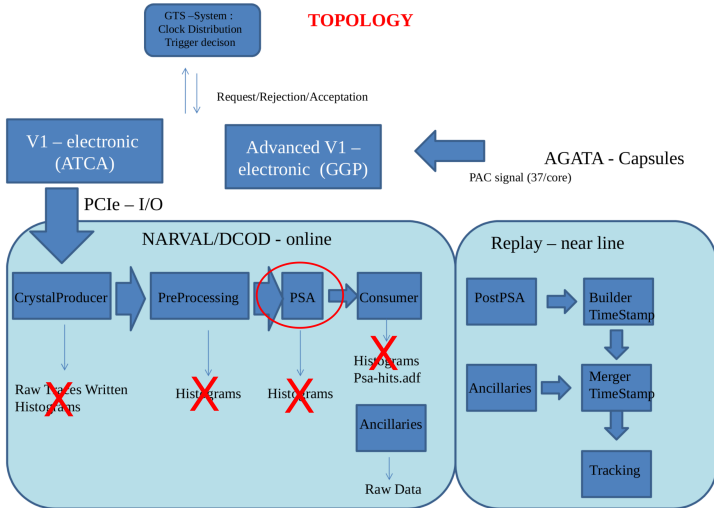 GTS –System :
Clock Distribution
Trigger decison
TOPOLOGY
Request/Rejection/Acceptation
V1 – electronic
(ATCA)
Advanced V1 –
electronic (GGP)
AGATA - Capsules
PAC signal (37/core)
PCIe – I/O
NARVAL/DCOD - online
Replay – near line
CrystalProducer
PreProcessing
PSA
Consumer
PostPSA
Builder
TimeStamp
Raw Traces Written
Histograms
Histograms
Histograms
Histograms
Psa-hits.adf
Ancillaries
Merger
TimeStamp
Ancillaries
Raw Data
Tracking